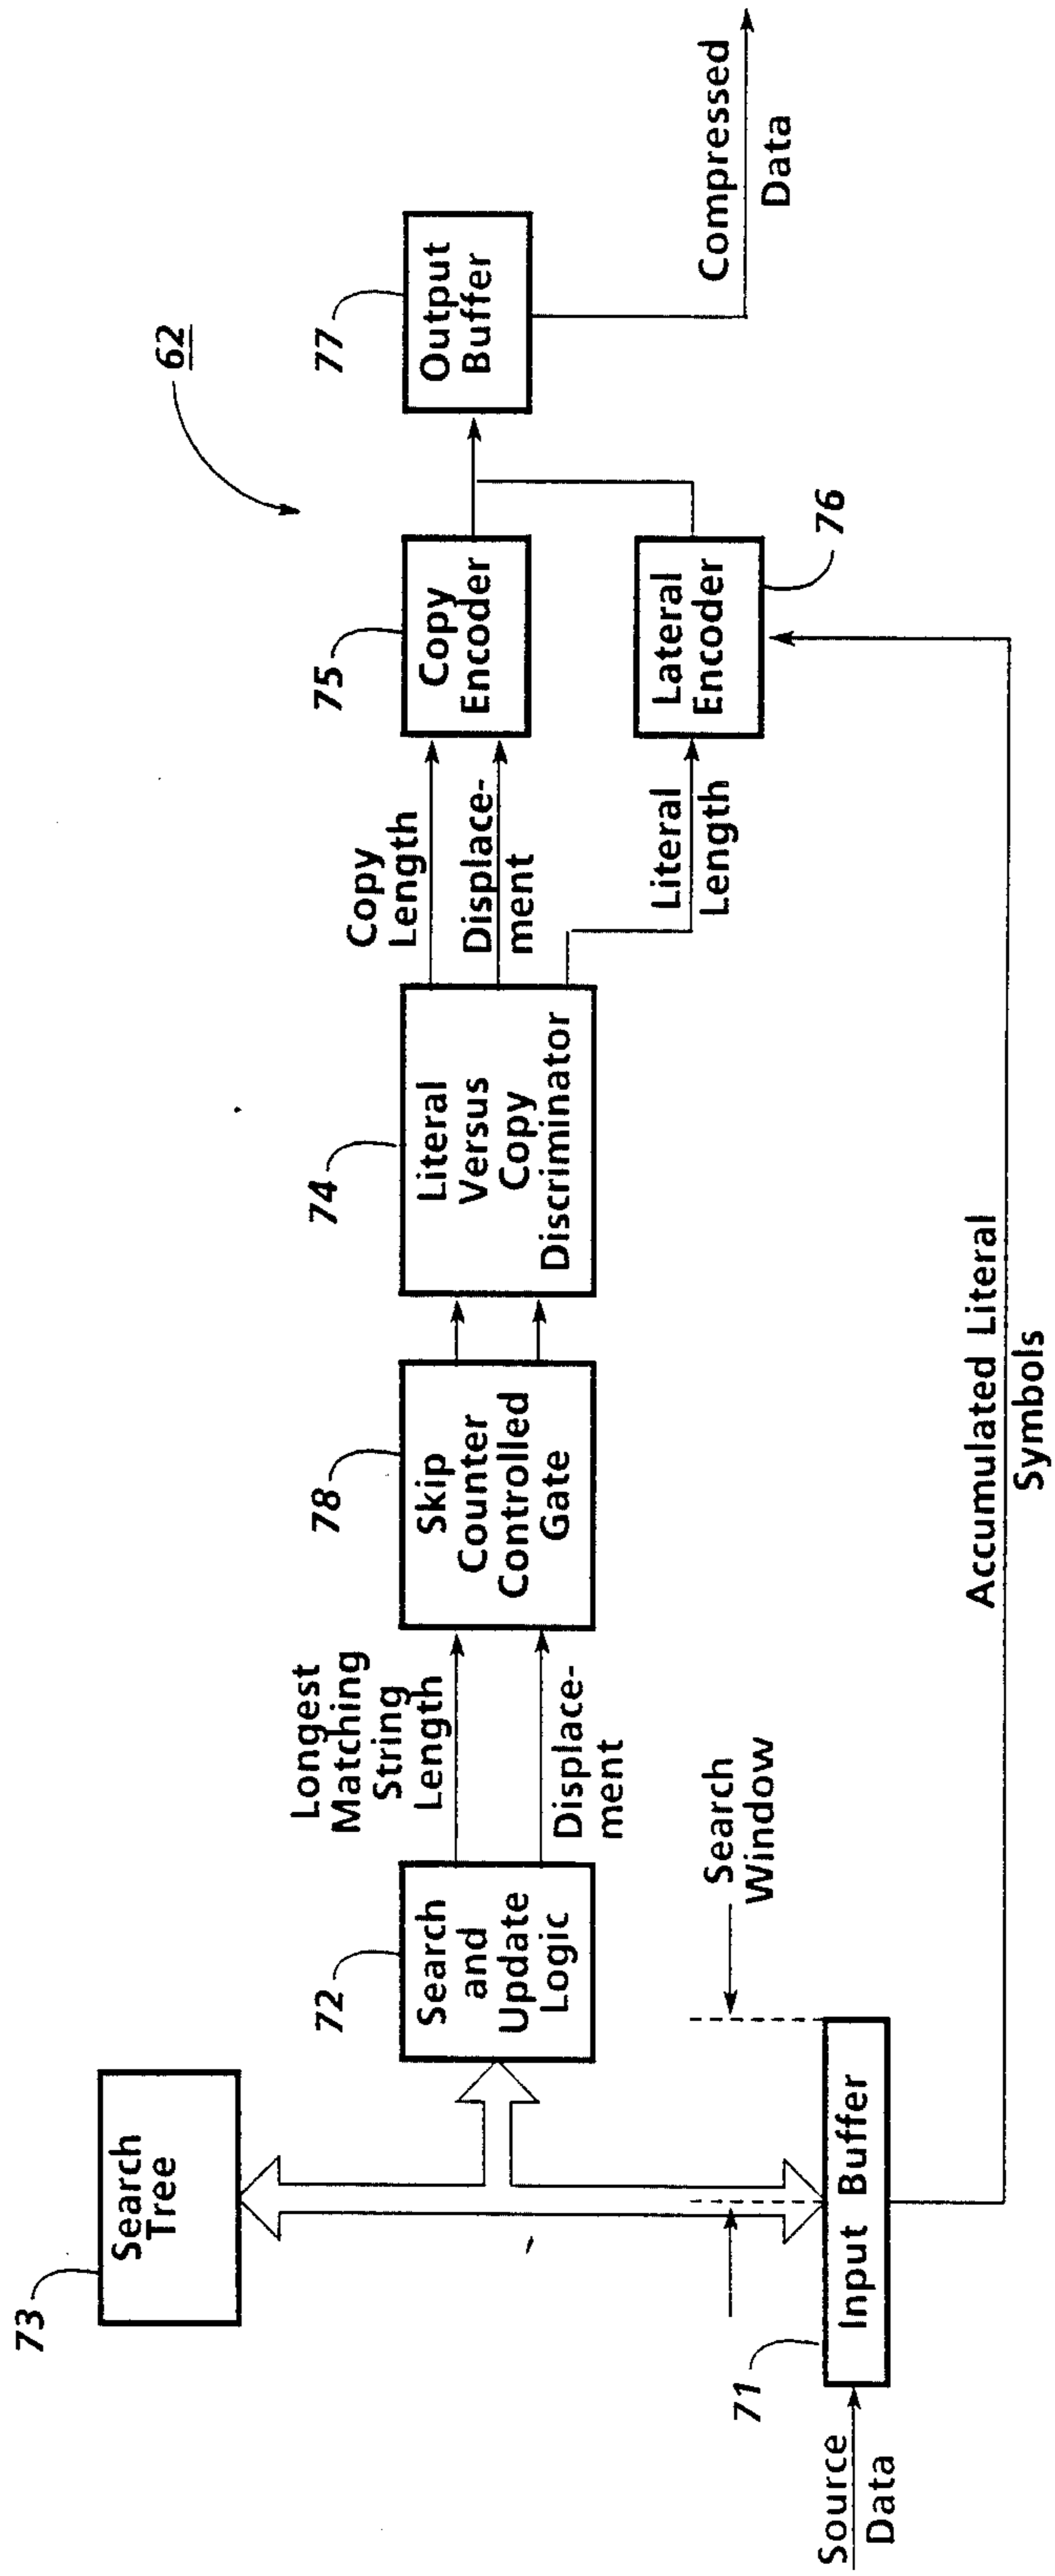 73
Search
Tree
62
72
Search
and
Update
Logic
Longest
Matching
String
Length
Displace-
ment
78
Skip
Counter
Controlled
Gate
74
Literal
Versus
Copy
Discriminator
Copy
Length
Displace-
ment
Literal
Length
75
Copy
Encoder
76
Lateral
Encoder
77
Output
Buffer
Compressed
Data
Search
Window
71
Input Buffer
Source
Data
Accumulated Literal
Symbols